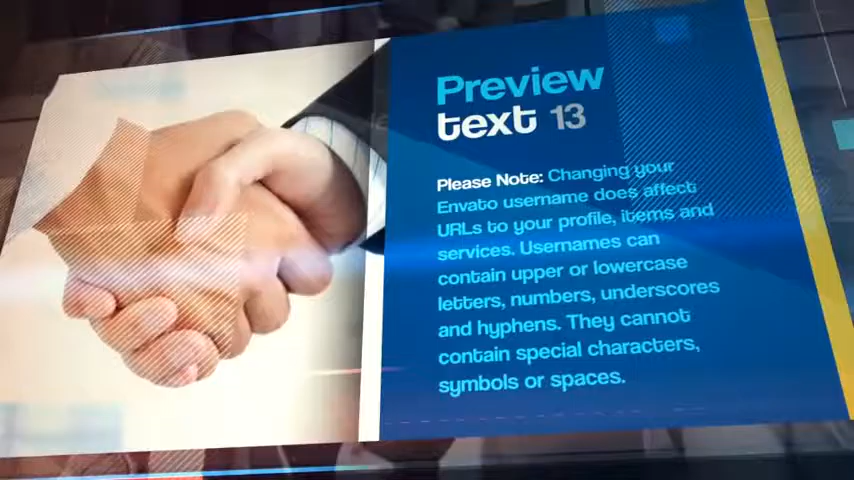 Preview
text 13
Please Note: Changing your
Envato username does affect
URLs to your profile, items and
services. Usernames can
contain upper or lowercase
letters, numbers, underscores
and hyphens. They cannot
contain special characters,
symbols or spaces.